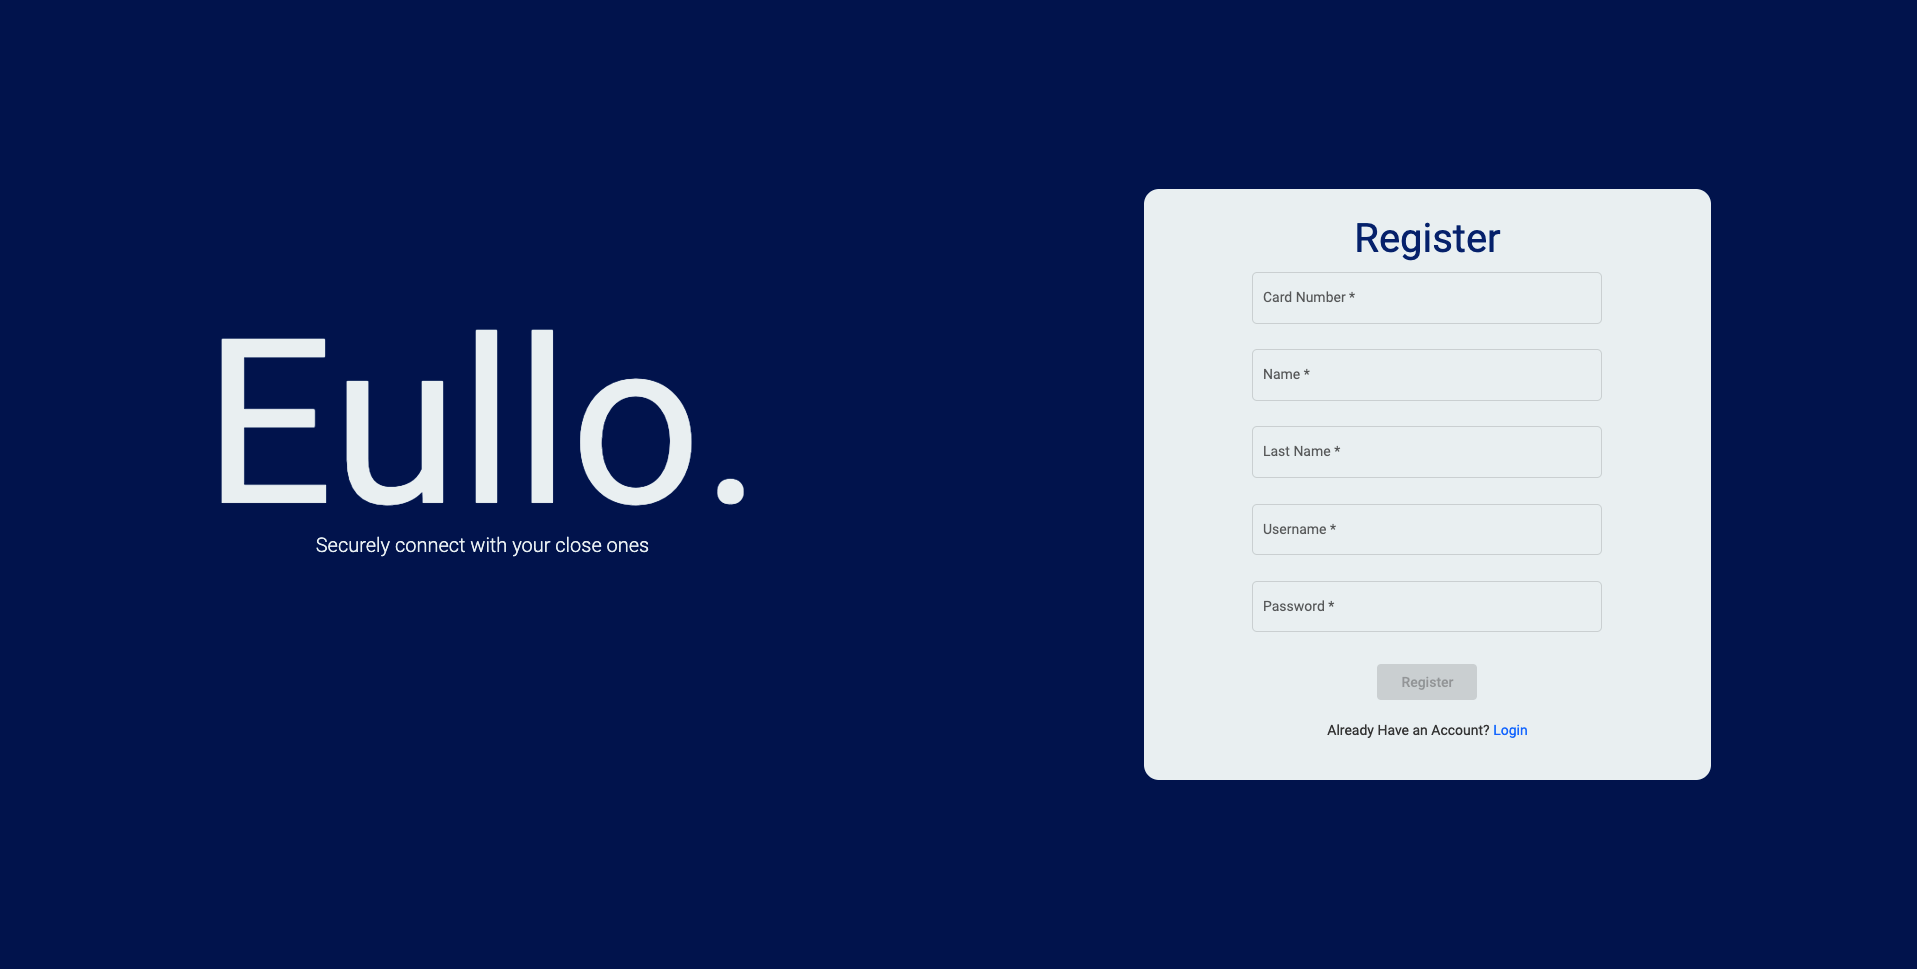 Eullo.
Securely connect with your close ones
Register
Card Number *
Name *
Last Name *
Username *
Password *
Register
Already Have an Account? Login